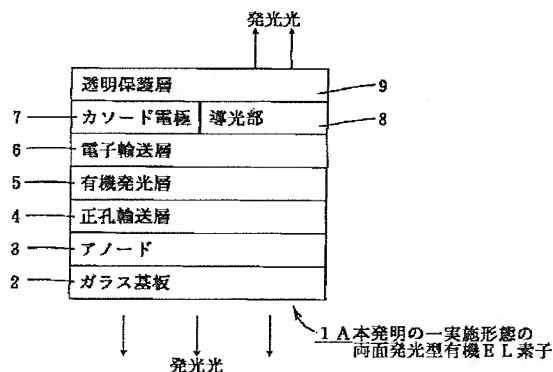 発光光
透明保護層 9
7 カソード電極 導光部 8
6 電子輸送層
5 有機発光層
4 正孔輸送層
3 アノード
2 ガラス基板
発光光
1A本発明の一実施形態の
両面発光型有機EL素子